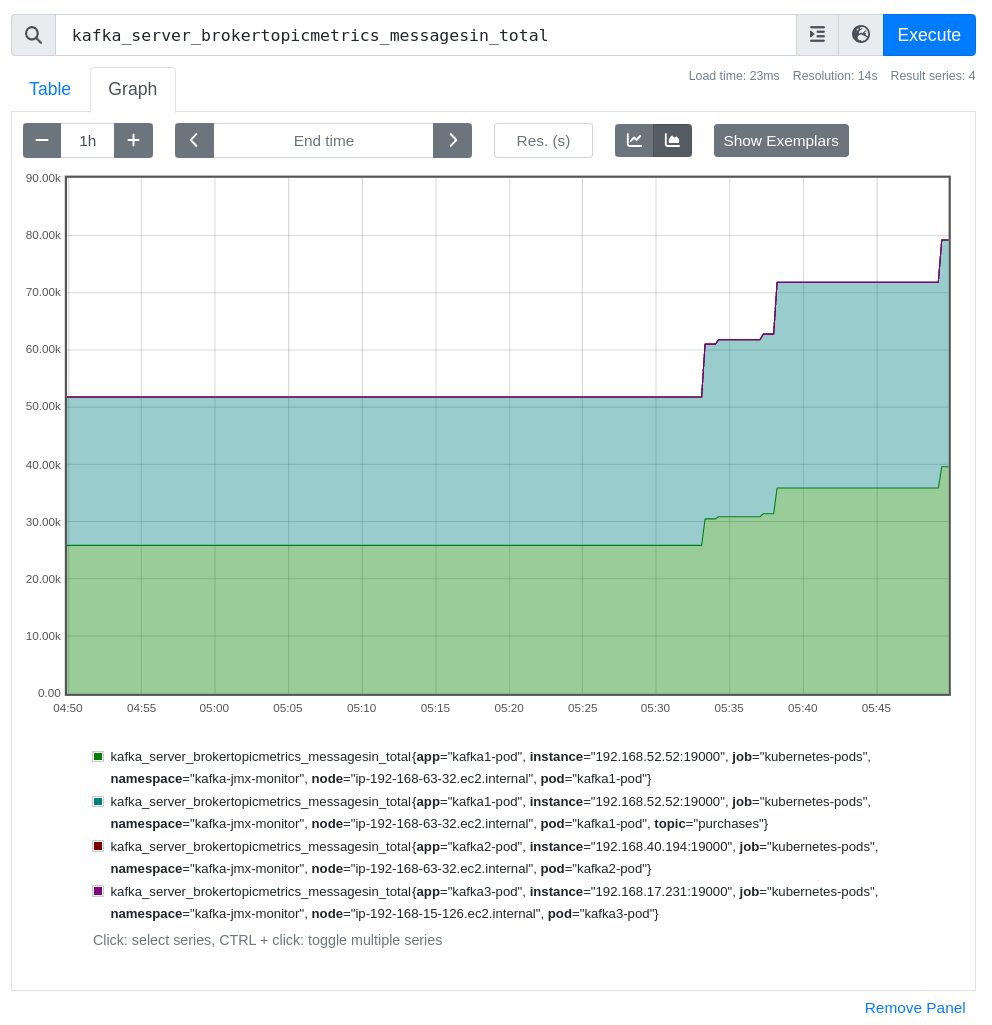 kafka_server_brokertopicmetrics_messagesin_total
Execute
Load time: 23ms Resolution: 14s Result series: 4
Table Graph
1h End time Res. (s) Show Exemplars
90.00k
80.00k
70.00k
60.00k
50.00k
40.00k
30.00k
20.00k
10.00k
0.00
04:50 04:55 05:00 05:05 05:10 05:15 05:20 05:25 05:30 05:35 05:40 05:45
kafka_server_brokertopicmetrics_messagesin_total{app="kafka1-pod", instance="192.168.52.52:19000", job="kubernetes-pods",
namespace="kafka-jmx-monitor", node="ip-192-168-63-32.ec2.internal", pod="kafka1-pod"}
kafka_server_brokertopicmetrics_messagesin_total{app="kafka1-pod", instance="192.168.52.52:19000", job="kubernetes-pods",
namespace="kafka-jmx-monitor", node="ip-192-168-63-32.ec2.internal", pod="kafka1-pod", topic="purchases"}
kafka_server_brokertopicmetrics_messagesin_total{app="kafka2-pod", instance="192.168.40.194:19000", job="kubernetes-pods",
namespace="kafka-jmx-monitor", node="ip-192-168-63-32.ec2.internal", pod="kafka2-pod"}
kafka_server_brokertopicmetrics_messagesin_total{app="kafka3-pod", instance="192.168.17.231:19000", job="kubernetes-pods",
namespace="kafka-jmx-monitor", node="ip-192-168-15-126.ec2.internal", pod="kafka3-pod"}
Click: select series, CTRL + click: toggle multiple series
Remove Panel